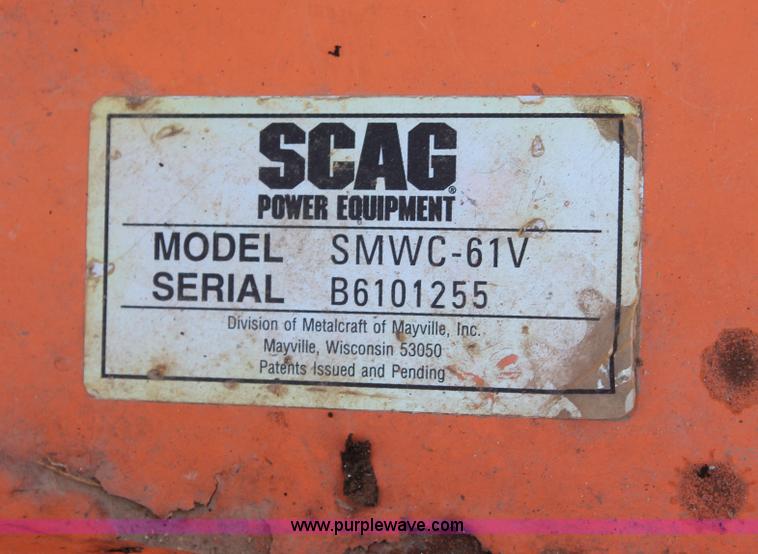 SCAG®
POWER EQUIPMENT
MODEL SMWC-61V
SERIAL B6101255
Division of Metalcraft of Mayville, Inc.
Mayville, Wisconsin 53050
Patents Issued and Pending
www.purplewave.com